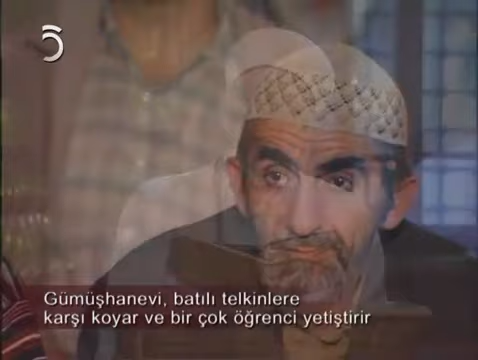 Gümüşhanevi, batılı telkinlere
karşı koyar ve bir çok öğrenci yetiştirir